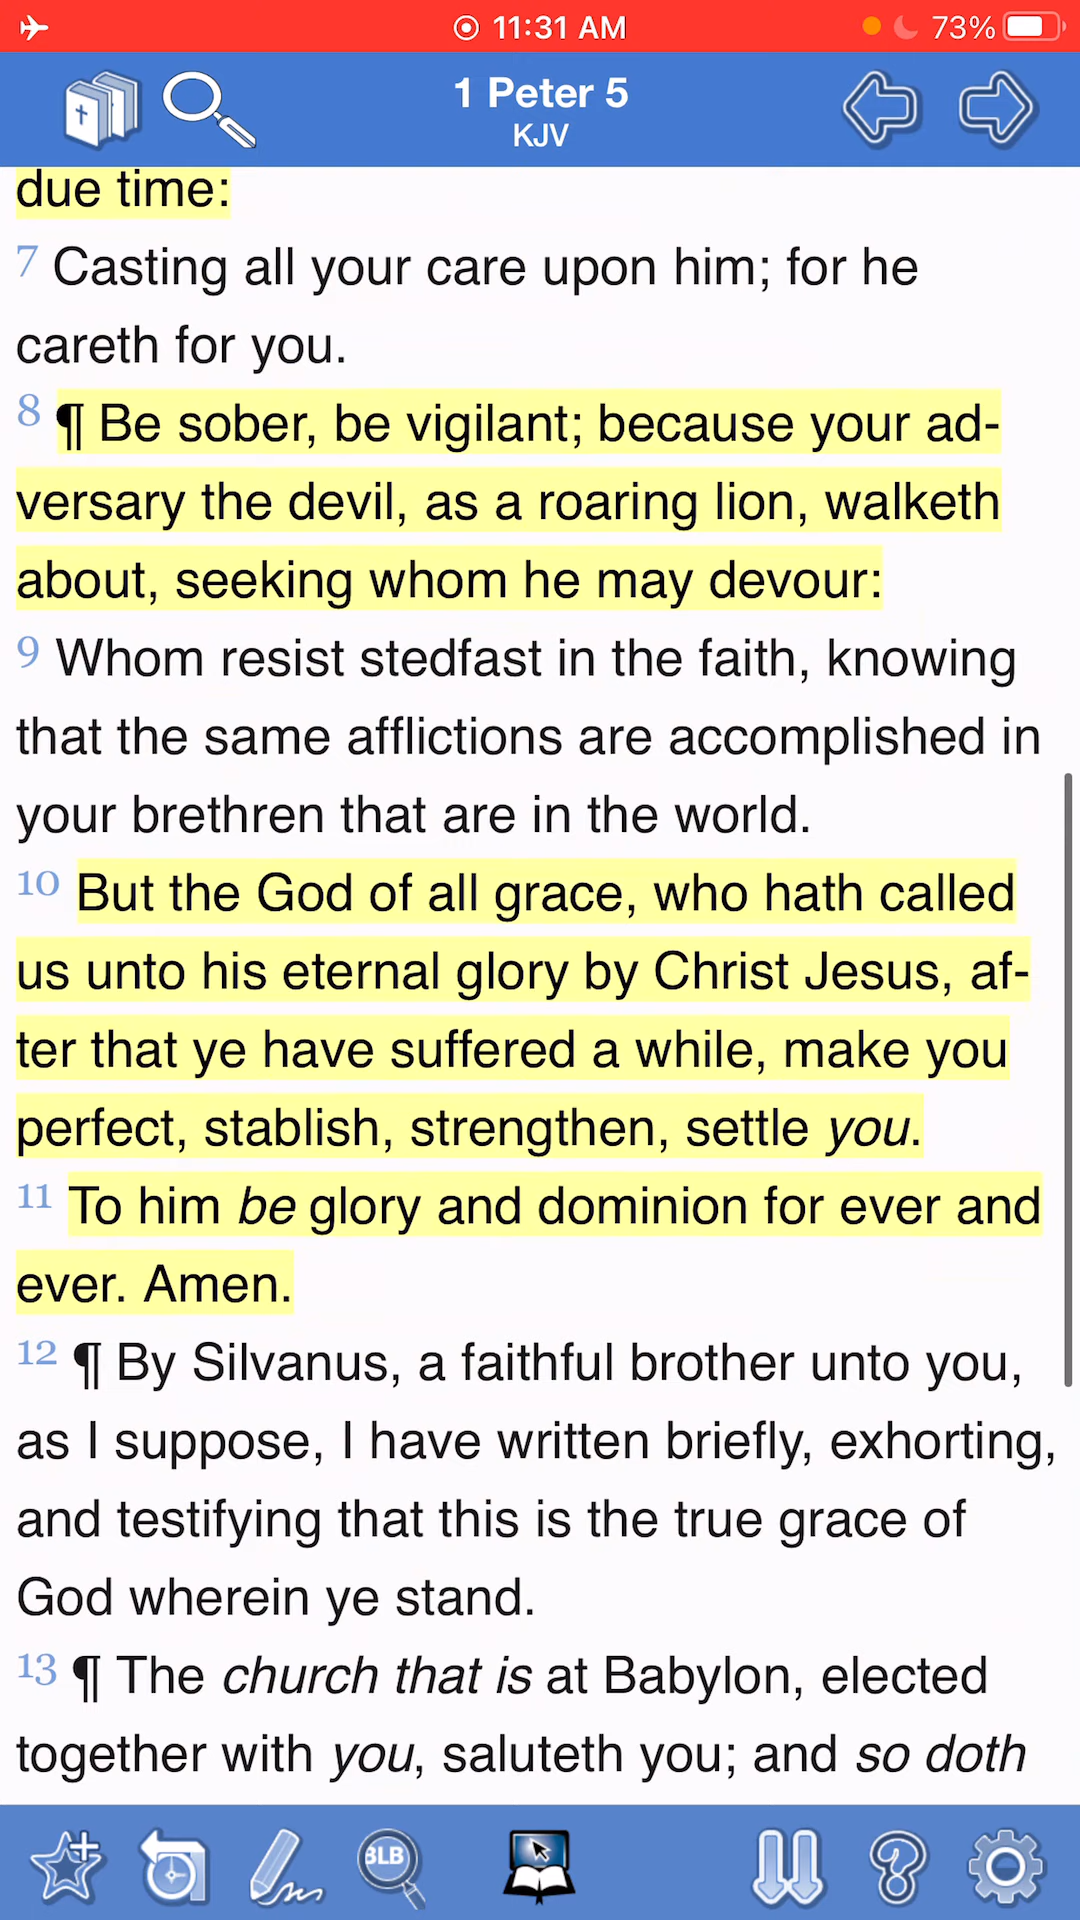 11:31 AM
73%
1 Peter 5
KJV
due time:
7 Casting all your care upon him; for he
careth for you.
8 ¶ Be sober, be vigilant; because your ad-
versary the devil, as a roaring lion, walketh
about, seeking whom he may devour:
9 Whom resist stedfast in the faith, knowing
that the same afflictions are accomplished in
your brethren that are in the world.
10 But the God of all grace, who hath called
us unto his eternal glory by Christ Jesus, af-
ter that ye have suffered a while, make you
perfect, stablish, strengthen, settle you.
11 To him be glory and dominion for ever and
ever. Amen.
12 ¶ By Silvanus, a faithful brother unto you,
as I suppose, I have written briefly, exhorting,
and testifying that this is the true grace of
God wherein ye stand.
13 ¶ The church that is at Babylon, elected
together with you, saluteth you; and so doth
BLB